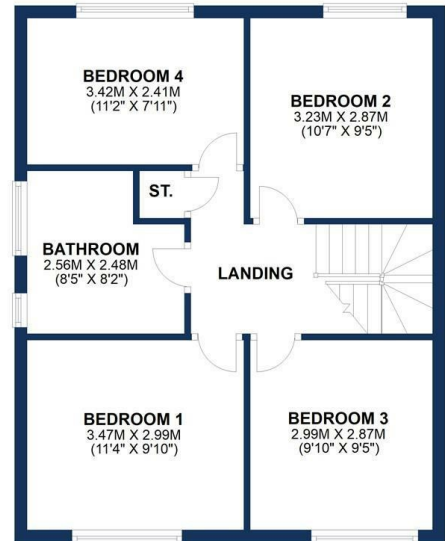 BEDROOM 4
3.42M X 2.41M
(11'2" X 7'11")
BEDROOM 2
3.23M X 2.87M
(10'7" X 9'5")
ST.
BATHROOM
2.56M X 2.48M
(8'5" X 8'2")
LANDING
BEDROOM 1
3.47M X 2.99M
(11'4" X 9'10")
BEDROOM 3
2.99M X 2.87M
(9'10" X 9'5")